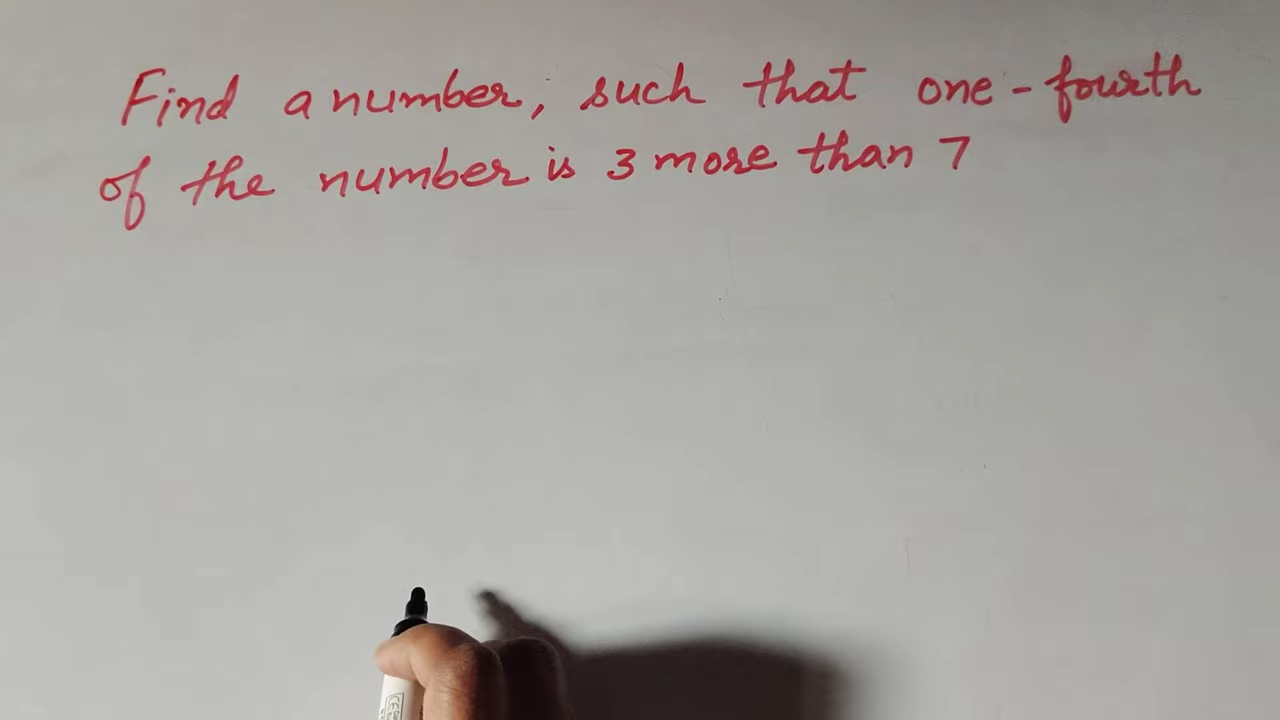 Find a number, such that one-fourth
of the number is 3 more than 7